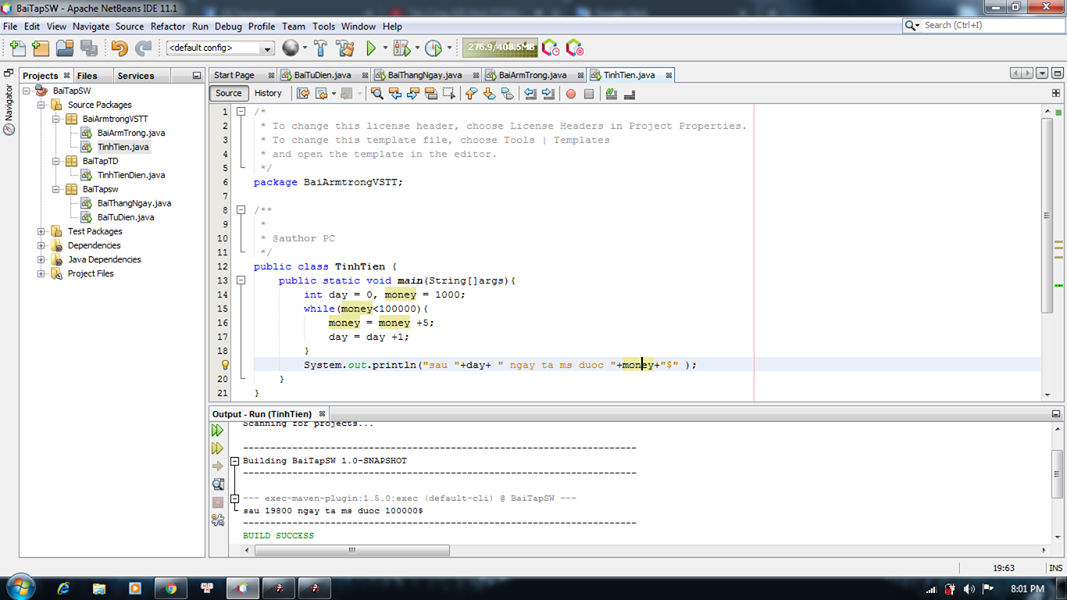 BaiTapSW - Apache NetBeans IDE 11.1
File Edit View Navigate Source Refactor Run Debug Profile Team Tools Window Help
Search (Ctrl+I)
<default config>
276.9/408.5MB
Projects Files Services
Start Page BaiTuDien.java BaiThangNgay.java BaiArmTrong.java TinhTien.java
Navigator
Source History
BaiTapSW
Source Packages
BaiArmtrongVSTT
BaiArmTrong.java
TinhTien.java
BaiTapTD
TinhTienDien.java
BaiTapsw
BaiThangNgay.java
BaiTuDien.java
Test Packages
Dependencies
Java Dependencies
Project Files
1 /*
2 * To change this license header, choose License Headers in Project Properties.
3 * To change this template file, choose Tools | Templates
4 * and open the template in the editor.
5 */
6 package BaiArmtrongVSTT;
7
8 /**
9 *
10 * @author PC
11 */
12 public class TinhTien {
13 public static void main(String[]args){
14 int day = 0, money = 1000;
15 while(money<100000){
16 money = money +5;
17 day = day +1;
18 }
System.out.println("sau "+day+ " ngay ta ms duoc "+money+"$" );
20 }
21 }
Output - Run (TinhTien)
Scanning for projects...
------------------------------------------------------------------------
Building BaiTapSW 1.0-SNAPSHOT
------------------------------------------------------------------------
--- exec-maven-plugin:1.5.0:exec (default-cli) @ BaiTapSW ---
sau 19800 ngay ta ms duoc 100000$
------------------------------------------------------------------------
BUILD SUCCESS
19:63 INS
8:01 PM